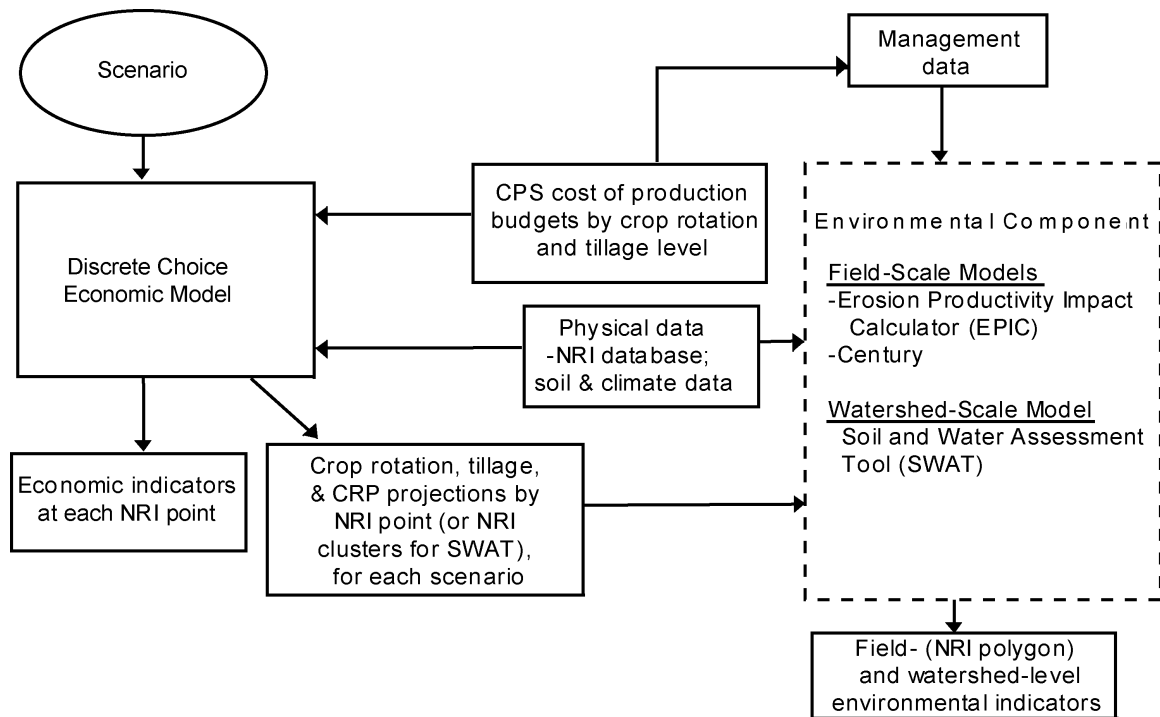 Scenario
Management
data
CPS cost of production
budgets by crop rotation
and tillage level
Discrete Choice
Economic Model
Physical data
-NRI database;
soil & climate data
Environmental Component
Field-Scale Models
-Erosion Productivity Impact
Calculator (EPIC)
-Century
Watershed-Scale Model
Soil and Water Assessment
Tool (SWAT)
Economic indicators
at each NRI point
Crop rotation, tillage,
& CRP projections by
NRI point (or NRI
clusters for SWAT),
for each scenario
Field- (NRI polygon)
and watershed-level
environmental indicators